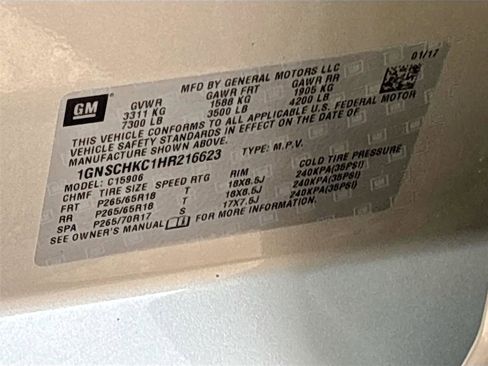 GM
MFD BY GENERAL MOTORS LLC
01/17
GVWR GAWR FRT GAWR RR
3311 KG 1588 KG 1905 KG
7300 LB 3500 LB 4200 LB
THIS VEHICLE CONFORMS TO ALL APPLICABLE U.S. FEDERAL MOTOR
VEHICLE SAFETY STANDARDS IN EFFECT ON THE DATE OF
MANUFACTURE SHOWN ABOVE.
1GNSCHKC1HR216623 TYPE: M.P.V.
MODEL: C15906
CHMF TIRE SIZE SPEED RTG RIM COLD TIRE PRESSURE
FRT P265/65R18 T 18X8.5J 240KPA(35PSI)
RR P265/65R18 T 18X8.5J 240KPA(35PSI)
SPA P265/70R17 S 17X7.5J 240KPA(35PSI)
SEE OWNER'S MANUAL FOR MORE INFORMATION.